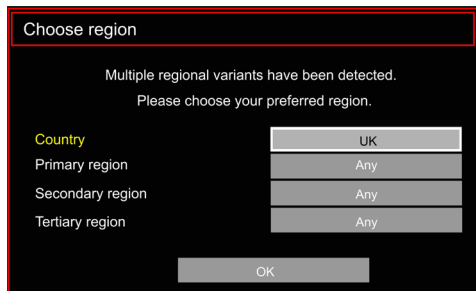 Choose region
Multiple regional variants have been detected.
Please choose your preferred region.
Country UK
Primary region Any
Secondary region Any
Tertiary region Any
OK